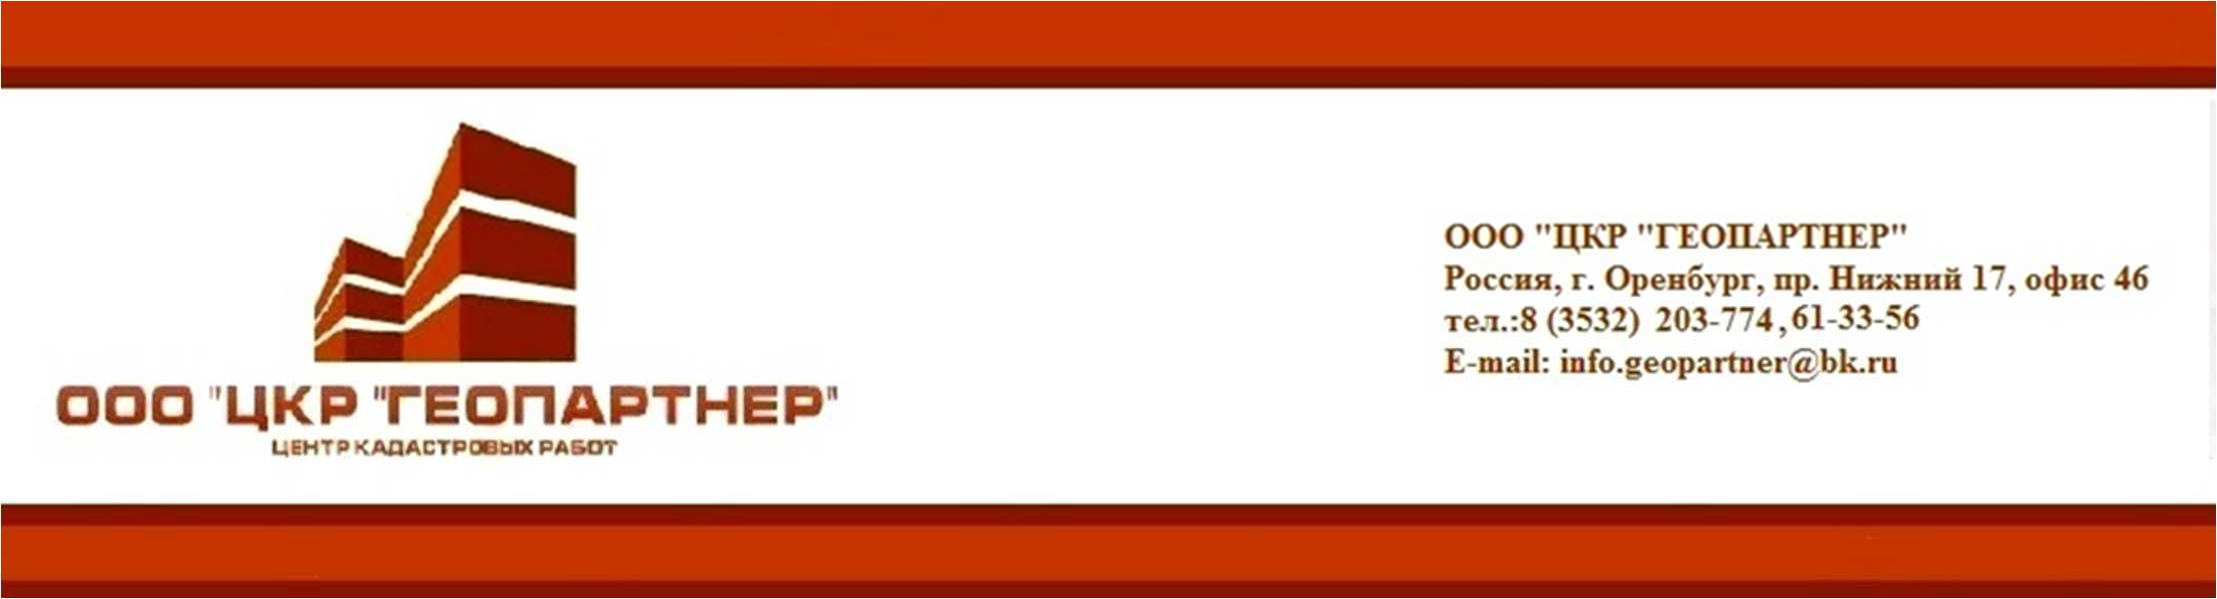 ООО "ЦКР "ГЕОПАРТНЕР"
ЦЕНТР КАДАСТРОВЫХ РАБОТ
ООО "ЦКР "ГЕОПАРТНЕР"
Россия, г. Оренбург, пр. Нижний 17, офис 46
тел.:8 (3532) 203-774,61-33-56
E-mail: info.geopartner@bk.ru